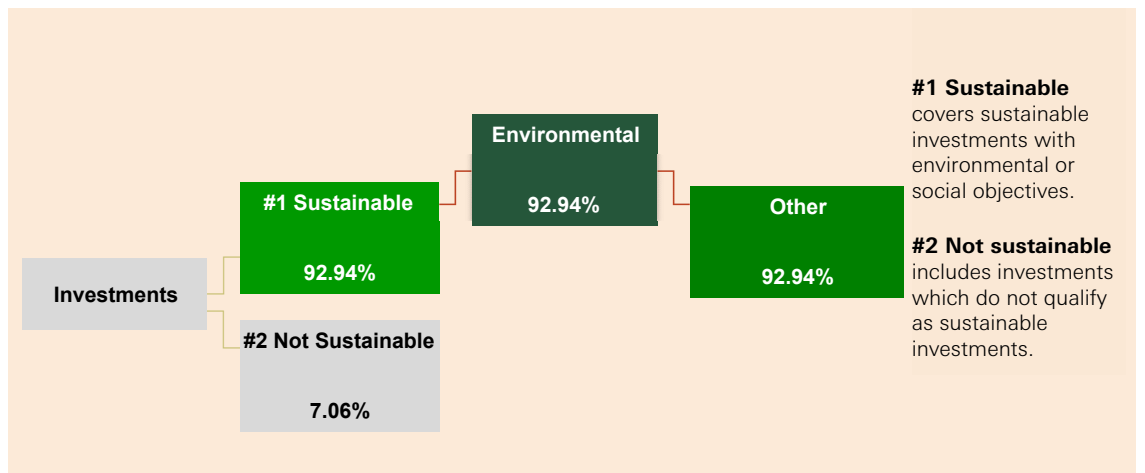 Investments
#1 Sustainable
92.94%
#2 Not Sustainable
7.06%
Environmental
92.94%
Other
92.94%
#1 Sustainable
covers sustainable
investments with
environmental or
social objectives.
#2 Not sustainable
includes investments
which do not qualify
as sustainable
investments.